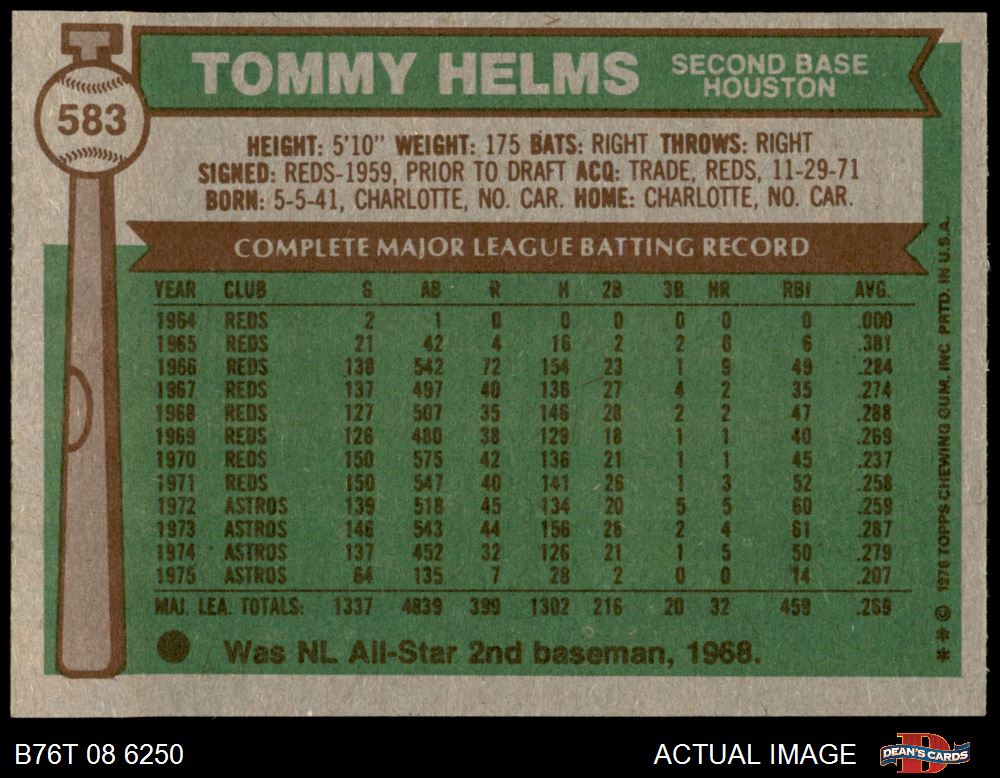 TOMMY HELMS
SECOND BASE
HOUSTON
583
HEIGHT: 5'10" WEIGHT: 175 BATS: RIGHT THROWS: RIGHT
SIGNED: REDS-1959, PRIOR TO DRAFT ACQ: TRADE, REDS, 11-29-71
BORN: 5-5-41, CHARLOTTE, NO. CAR. HOME: CHARLOTTE, NO. CAR.
COMPLETE MAJOR LEAGUE BATTING RECORD
YEAR CLUB G AB R H 2B 3B HR RBI AVG.
1964 REDS 2 1 0 0 0 0 0 0 .000
1965 REDS 21 42 4 16 2 2 0 6 .381
1966 REDS 138 542 72 154 23 1 9 49 .284
1967 REDS 137 497 40 136 27 4 2 35 .274
1968 REDS 127 507 35 146 28 2 2 47 .288
1969 REDS 126 480 38 129 18 1 1 40 .269
1970 REDS 150 575 42 136 21 1 1 45 .237
1971 REDS 150 547 40 141 26 1 3 52 .258
1972 ASTROS 139 518 45 134 20 5 5 60 .259
1973 ASTROS 146 543 44 156 28 2 4 61 .287
1974 ASTROS 137 452 32 126 21 1 5 50 .279
1975 ASTROS 64 135 7 28 2 0 0 14 .207
MAJ. LEA. TOTALS: 1337 4839 399 1302 216 20 32 459 .269
Was NL All-Star 2nd baseman, 1968.
* * © 1976 TOPPS CHEWING GUM, INC PRTD. IN U.S.A.
B76T 08 6250
ACTUAL IMAGE
DEAN'S CARDS